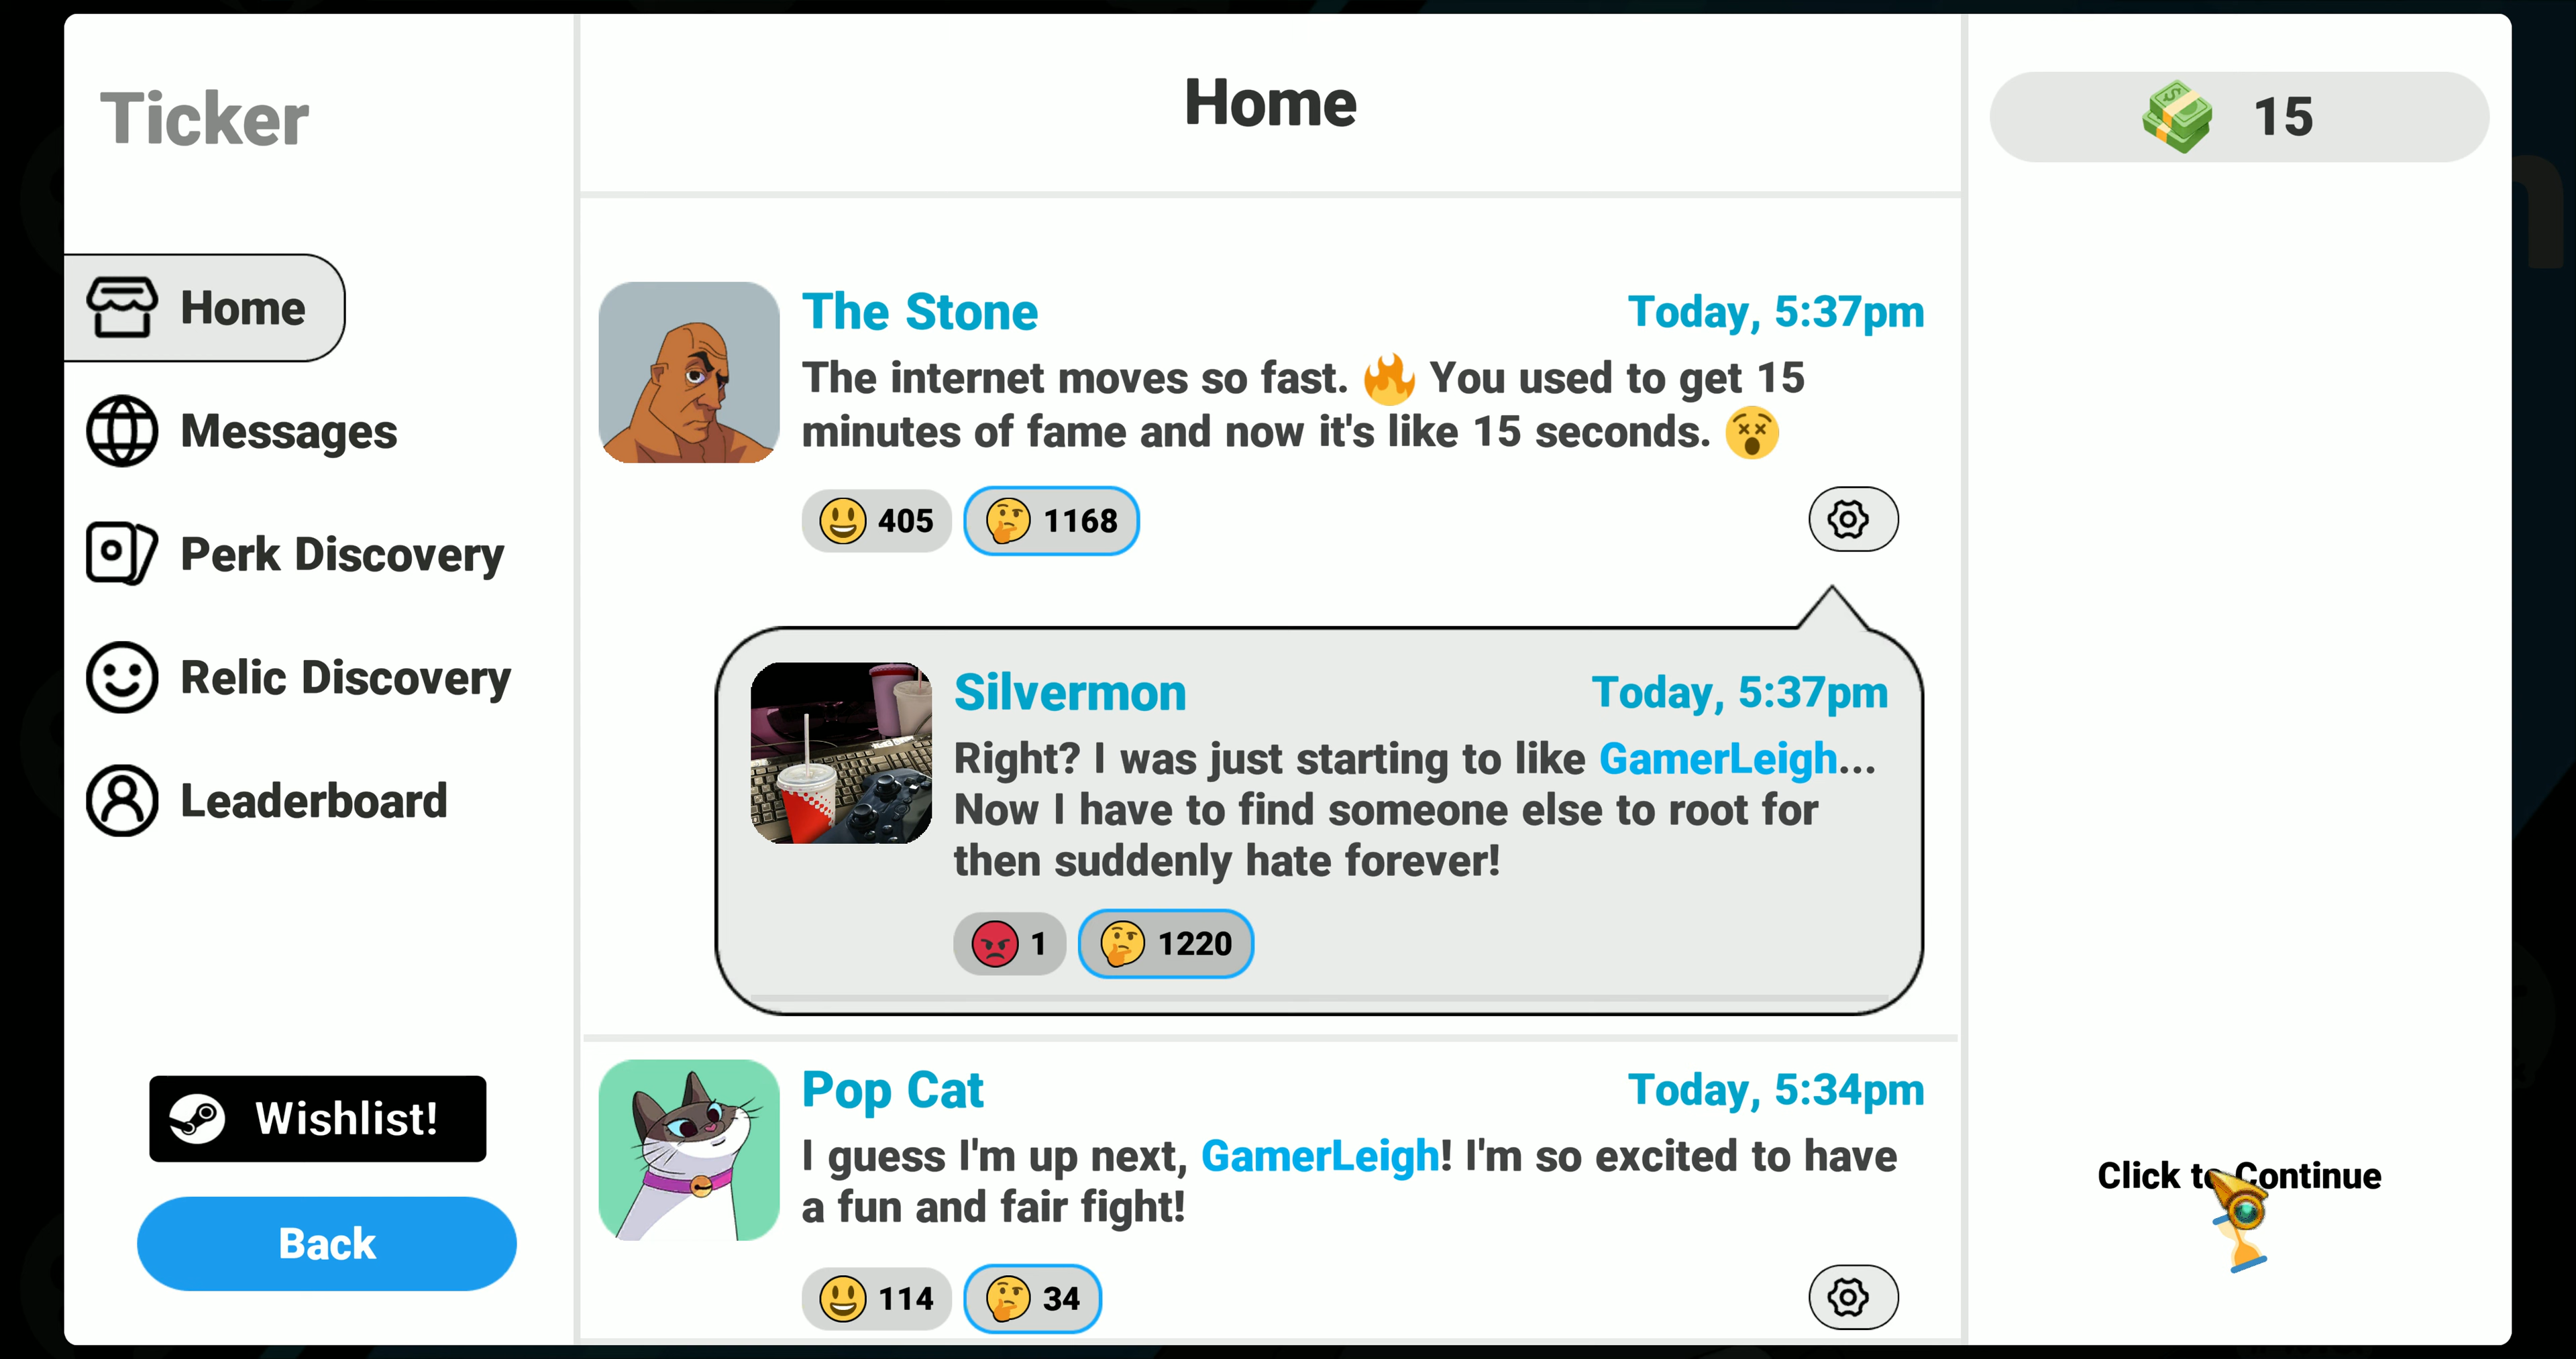 Ticker
Home
Messages
Perk Discovery
Relic Discovery
Leaderboard
Wishlist!
Back
Home
The Stone
Today, 5:37pm
The internet moves so fast. 🔥 You used to get 15
minutes of fame and now it's like 15 seconds. 😵
405
1168
Silvermon
Today, 5:37pm
Right? I was just starting to like GamerLeigh...
Now I have to find someone else to root for
then suddenly hate forever!
1
1220
Pop Cat
Today, 5:34pm
I guess I'm up next, GamerLeigh! I'm so excited to have
a fun and fair fight!
114
34
15
Click to Continue